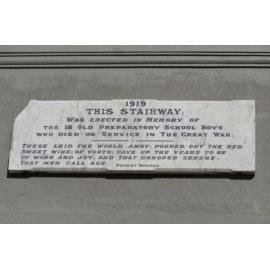 1919
THIS STAIRWAY,
WAS ERECTED IN MEMORY OF
THE 18 OLD PREPARATORY SCHOOL BOYS
WHO DIED ON SERVICE IN THE GREAT WAR.
THESE LAID THE WORLD AWAY; POURED OUT THE RED
SWEET WINE; OF YOUTH; GAVE UP THE YEARS TO BE
OF WORK AND JOY, AND THAT UNHOPED SERENE,
THAT MEN CALL AGE.
RUPERT BROOKE.